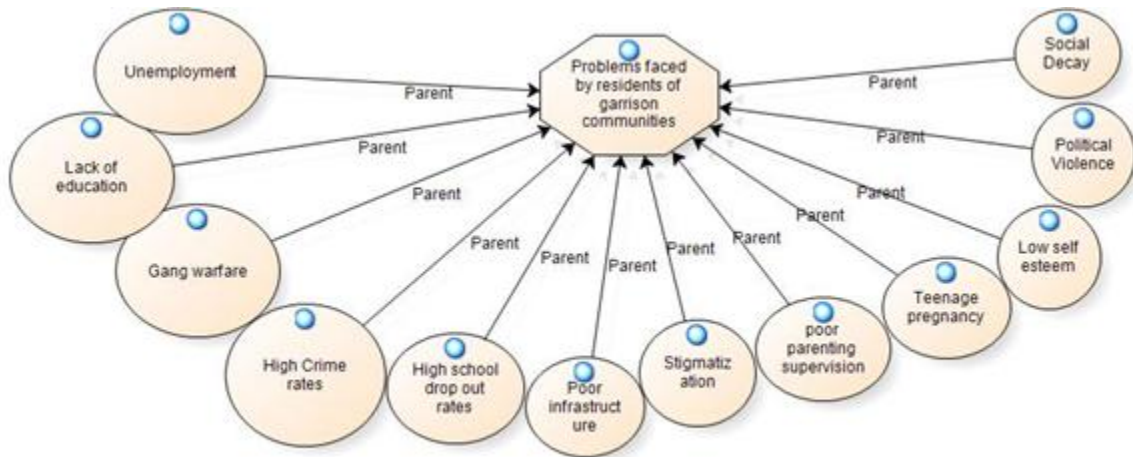 Unemployment
Parent
Problems faced
by residents of
garrison
communities
Parent
Social
Decay
Lack of
education
Parent
Parent
Political
Violence
Gang warfare
Parent
Parent
Low self
esteem
High Crime
rates
Parent
Parent
Teenage
pregnancy
High school
drop out
rates
Parent
Parent
poor
parenting
supervision
Poor
infrastruct
ure
Parent
Parent
Stigmatiz
ation